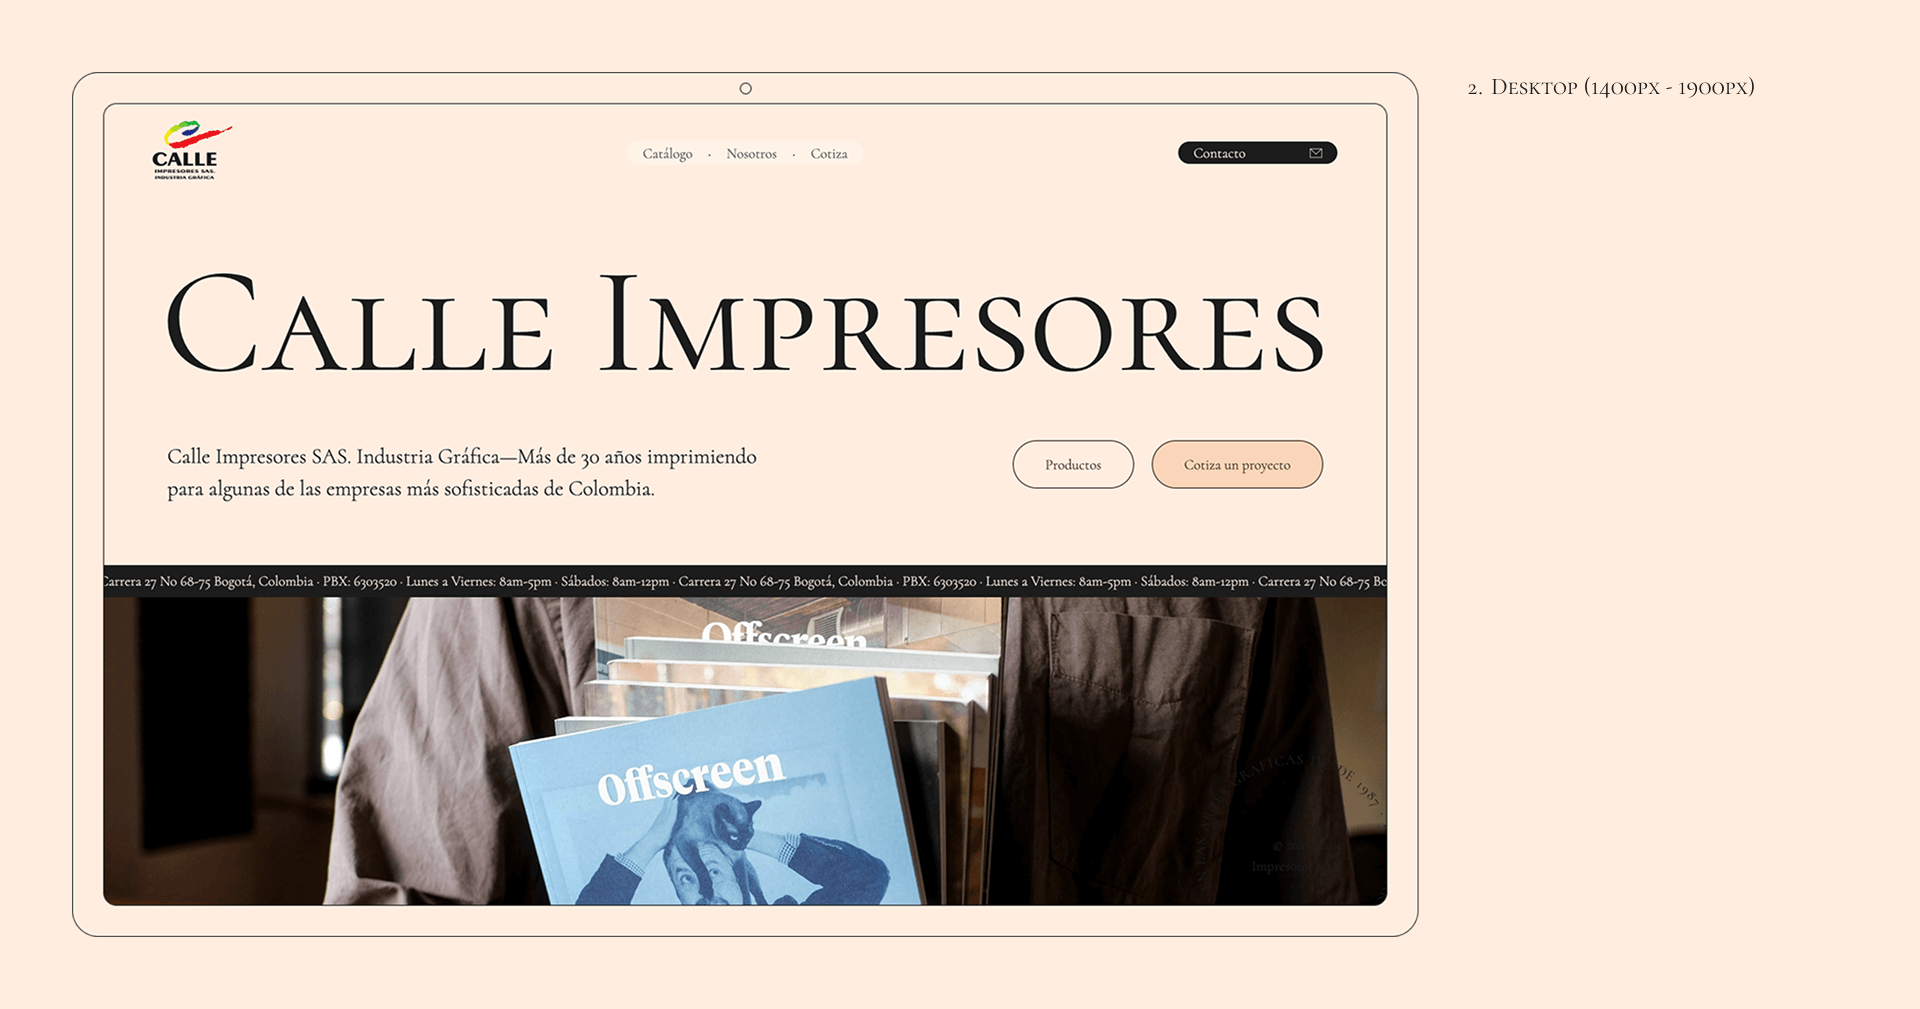 2. Desktop (1400px - 1900px)
CALLE
IMPRESORES SAS.
INDUSTRIA GRÁFICA
Catálogo · Nosotros · Cotiza
Contacto
Calle Impresores
Calle Impresores SAS. Industria Gráfica—Más de 30 años imprimiendo
para algunas de las empresas más sofisticadas de Colombia.
Productos
Cotiza un proyecto
Carrera 27 No 68-75 Bogotá, Colombia · PBX: 6303520 · Lunes a Viernes: 8am-5pm · Sábados: 8am-12pm · Carrera 27 No 68-75 Bogotá, Colombia · PBX: 6303520 · Lunes a Viernes: 8am-5pm · Sábados: 8am-12pm · Carrera 27 No 68-75 Bo
Offscreen
Offscreen
GRÁFICAS DESDE 1987
©